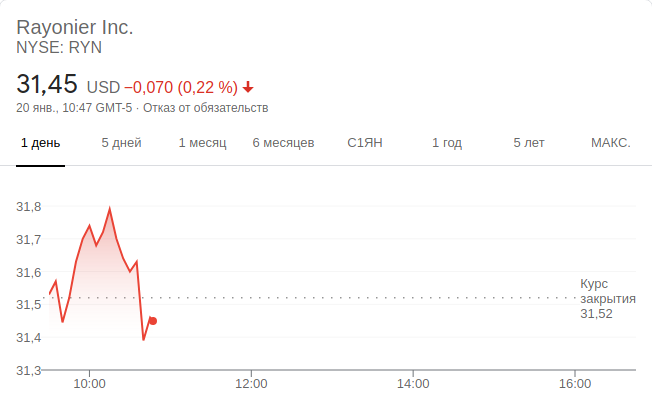 Rayonier Inc.
NYSE: RYN
31,45 USD −0,070 (0,22 %)
20 янв., 10:47 GMT-5 · Отказ от обязательств
1 день 5 дней 1 месяц 6 месяцев С1ЯН 1 год 5 лет МАКС.
31,8
31,7
31,6
31,5
31,4
31,3
Курс
закрытия
31,52
10:00 12:00 14:00 16:00